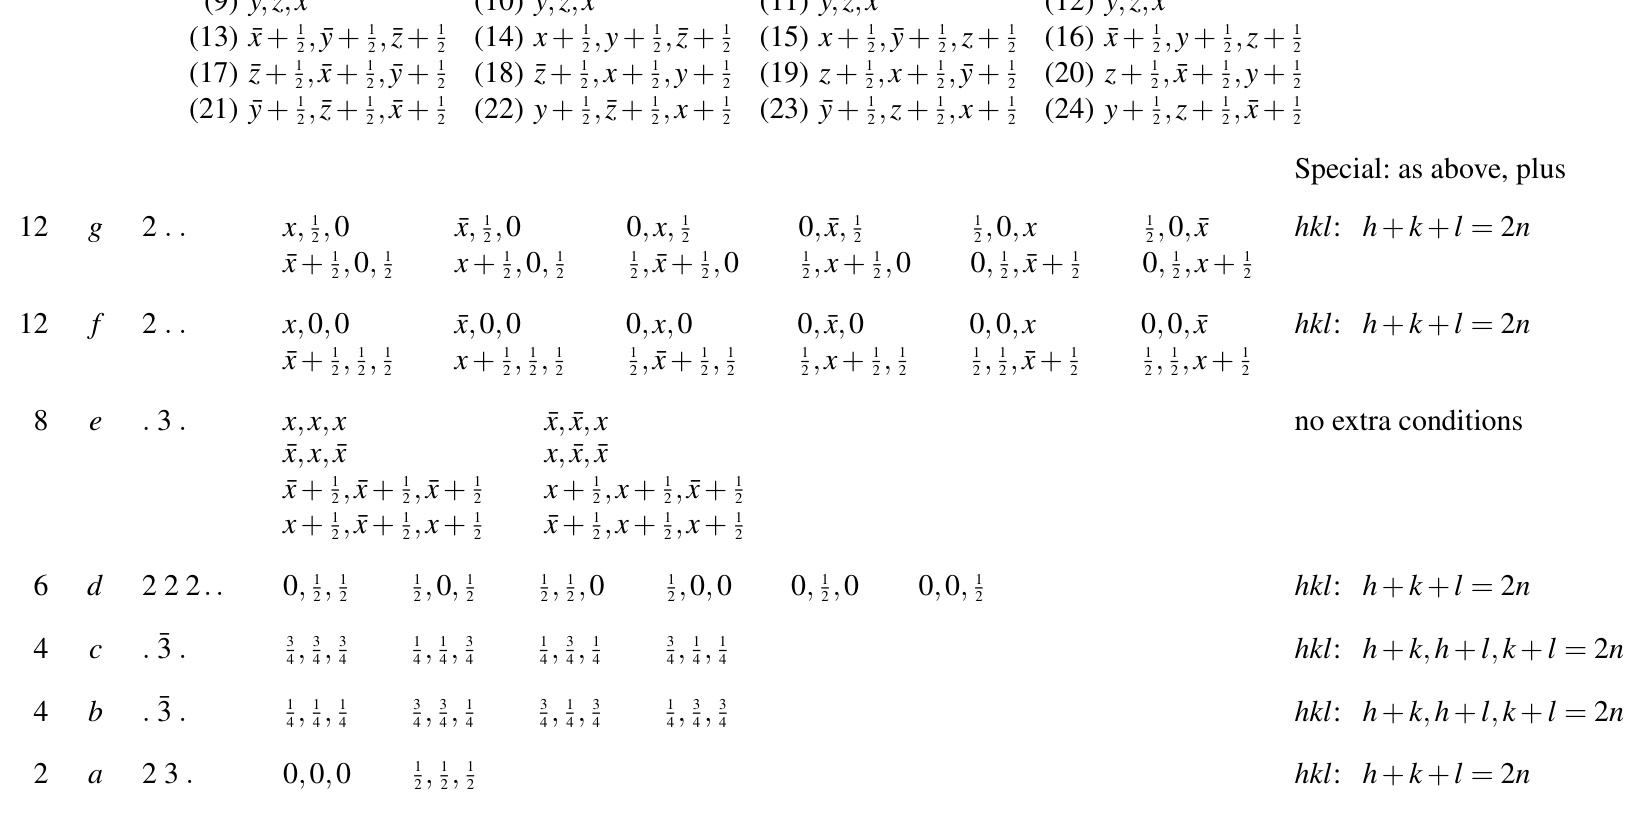 (9) y,z,x (10) y,z,x (11) y,z,x (12) y,z,x
(13) x̄+½,ȳ+½,z̄+½ (14) x+½,y+½,z̄+½ (15) x+½,ȳ+½,z+½ (16) x̄+½,y+½,z+½
(17) z̄+½,x̄+½,ȳ+½ (18) z̄+½,x+½,y+½ (19) z+½,x+½,ȳ+½ (20) z+½,x̄+½,y+½
(21) ȳ+½,z̄+½,x̄+½ (22) y+½,z̄+½,x+½ (23) ȳ+½,z+½,x+½ (24) y+½,z+½,x̄+½
Special: as above, plus
12 g 2 . . x,½,0 x̄,½,0 0,x,½ 0,x̄,½ ½,0,x ½,0,x̄ hkl: h+k+l = 2n
x̄+½,0,½ x+½,0,½ ½,x̄+½,0 ½,x+½,0 0,½,x̄+½ 0,½,x+½
12 f 2 . . x,0,0 x̄,0,0 0,x,0 0,x̄,0 0,0,x 0,0,x̄ hkl: h+k+l = 2n
x̄+½,½,½ x+½,½,½ ½,x̄+½,½ ½,x+½,½ ½,½,x̄+½ ½,½,x+½
8 e . 3 . x,x,x x̄,x̄,x no extra conditions
x̄,x,x̄ x,x̄,x̄
x̄+½,x̄+½,x̄+½ x+½,x+½,x̄+½
x+½,x̄+½,x+½ x̄+½,x+½,x+½
6 d 2 2 2 . . 0,½,½ ½,0,½ ½,½,0 ½,0,0 0,½,0 0,0,½ hkl: h+k+l = 2n
4 c . 3̄ . ¾,¾,¾ ¼,¼,¾ ¼,¾,¼ ¾,¼,¼ hkl: h+k,h+l,k+l = 2n
4 b . 3̄ . ¼,¼,¼ ¾,¾,¼ ¾,¼,¾ ¼,¾,¾ hkl: h+k,h+l,k+l = 2n
2 a 2 3 . 0,0,0 ½,½,½ hkl: h+k+l = 2n